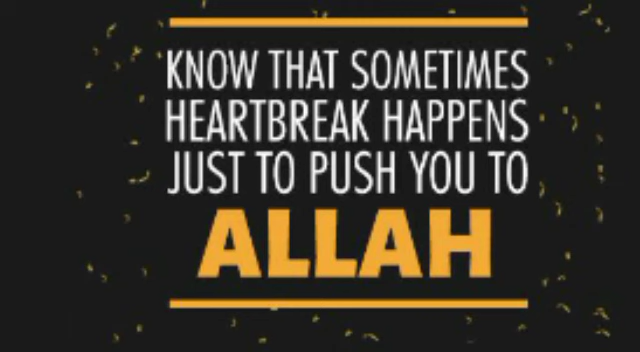 KNOW THAT SOMETIMES
HEARTBREAK HAPPENS
JUST TO PUSH YOU TO
ALLAH